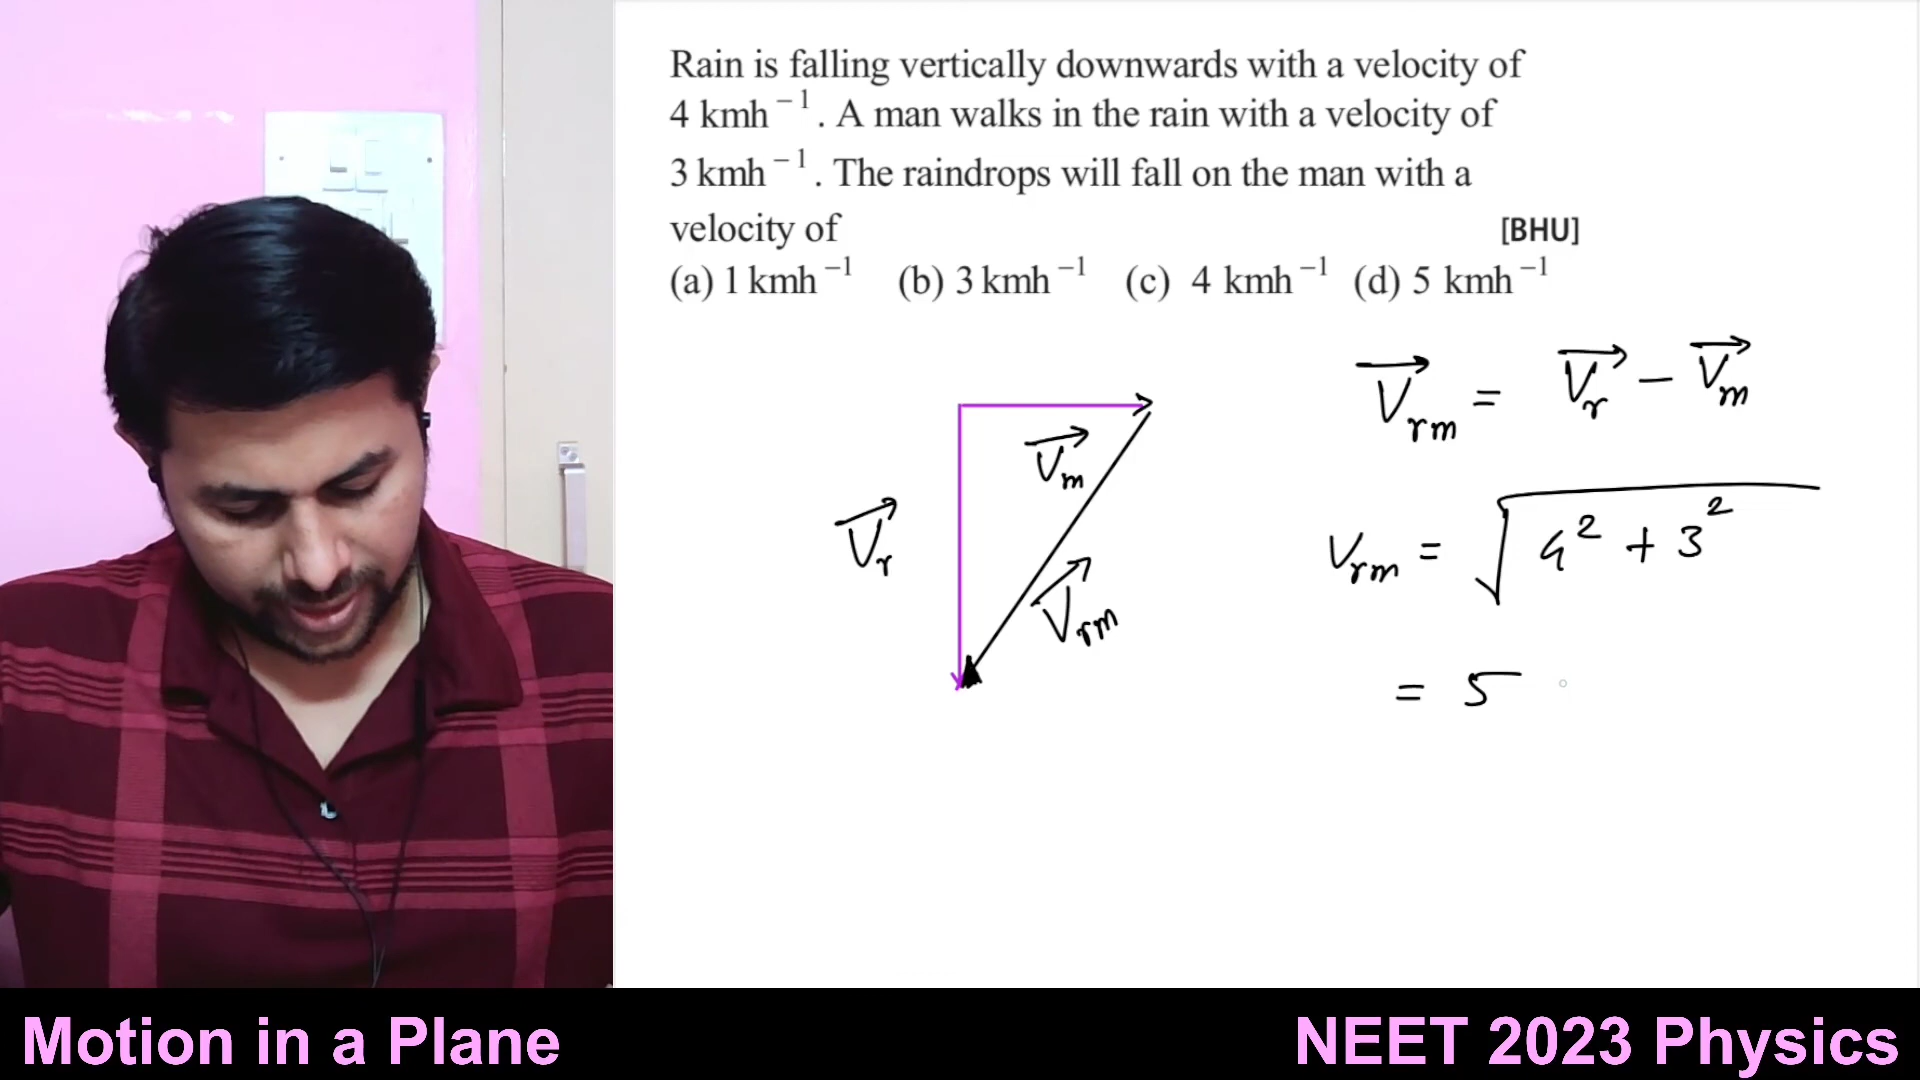 Rain is falling vertically downwards with a velocity of
4 kmh⁻¹. A man walks in the rain with a velocity of
3 kmh⁻¹. The raindrops will fall on the man with a
velocity of [BHU]
(a) 1 kmh⁻¹ (b) 3 kmh⁻¹ (c) 4 kmh⁻¹ (d) 5 kmh⁻¹
V⃗rm = V⃗r − V⃗m
V⃗m
V⃗r
Vrm = √(4² + 3²)
V⃗rm
= 5
Motion in a Plane NEET 2023 Physics